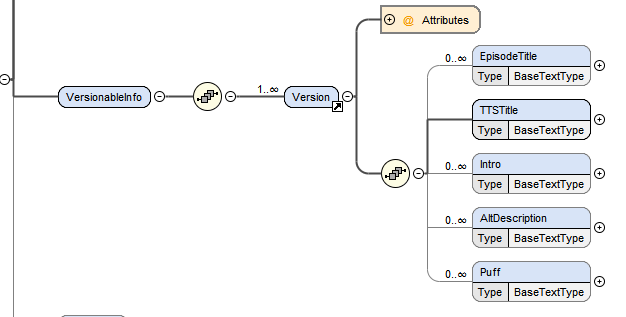 @ Attributes
0..∞
EpisodeTitle
Type BaseTextType
VersionableInfo
1..∞
Version
TTSTitle
Type BaseTextType
0..∞
Intro
Type BaseTextType
0..∞
AltDescription
Type BaseTextType
0..∞
Puff
Type BaseTextType